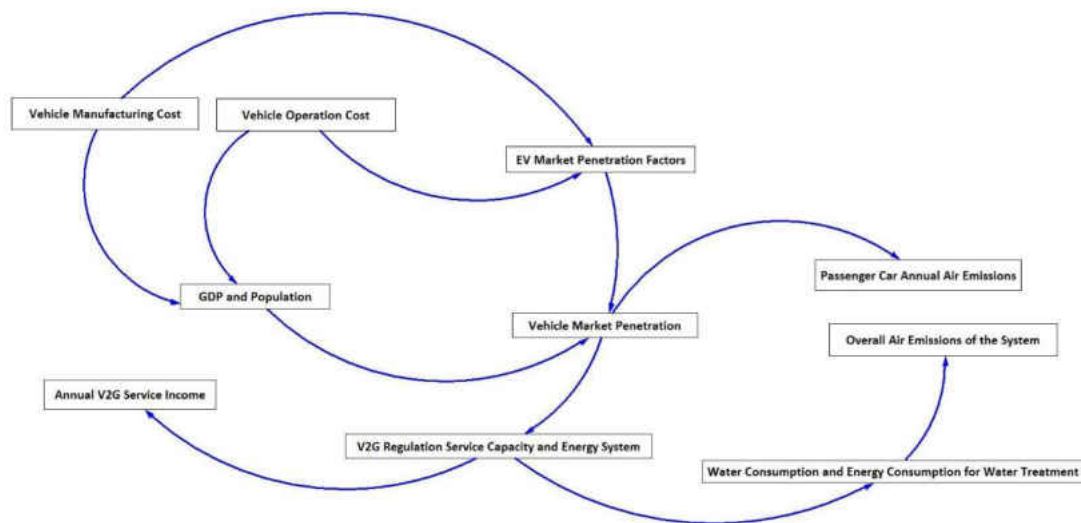 Vehicle Manufacturing Cost
Vehicle Operation Cost
EV Market Penetration Factors
Passenger Car Annual Air Emissions
GDP and Population
Vehicle Market Penetration
Overall Air Emissions of the System
Annual V2G Service Income
V2G Regulation Service Capacity and Energy System
Water Consumption and Energy Consumption for Water Treatment